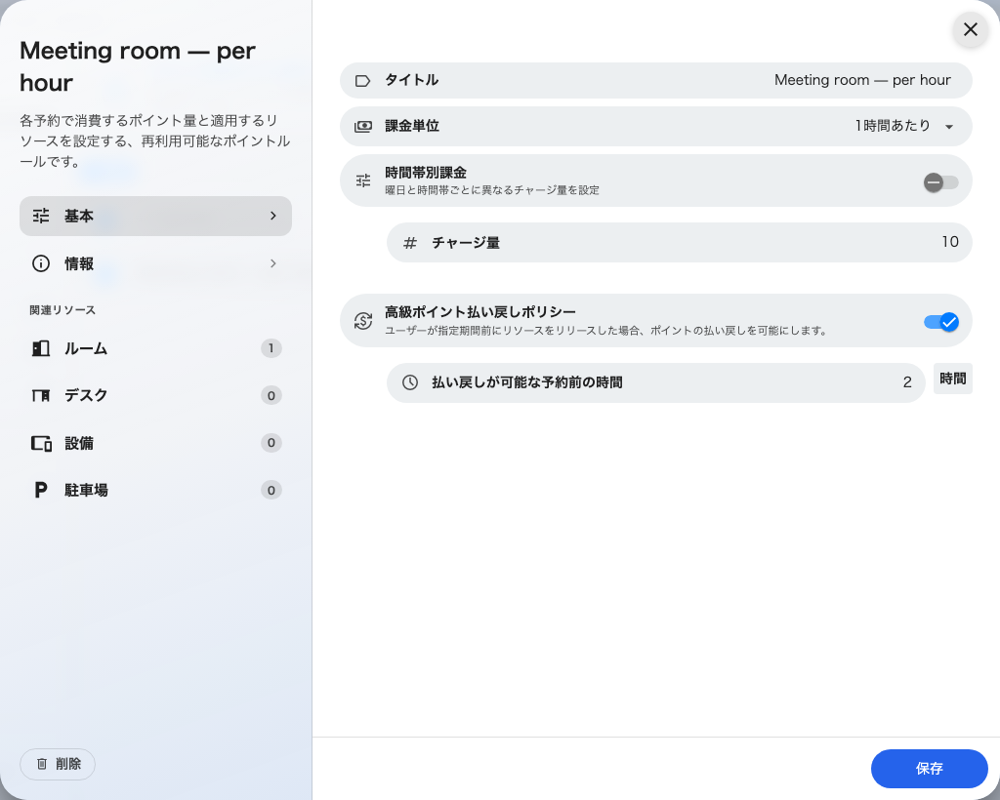 Meeting room — per
hour
各予約で消費するポイント量と適用するリ
ソースを設定する、再利用可能なポイントル
ールです。
基本
情報
関連リソース
ルーム 1
デスク 0
設備 0
駐車場 0
削除
タイトル Meeting room — per hour
課金単位 1時間あたり
時間帯別課金
曜日と時間帯ごとに異なるチャージ量を設定
チャージ量 10
高級ポイント払い戻しポリシー
ユーザーが指定期間前にリソースをリリースした場合、ポイントの払い戻しを可能にします。
払い戻しが可能な予約前の時間 2 時間
保存